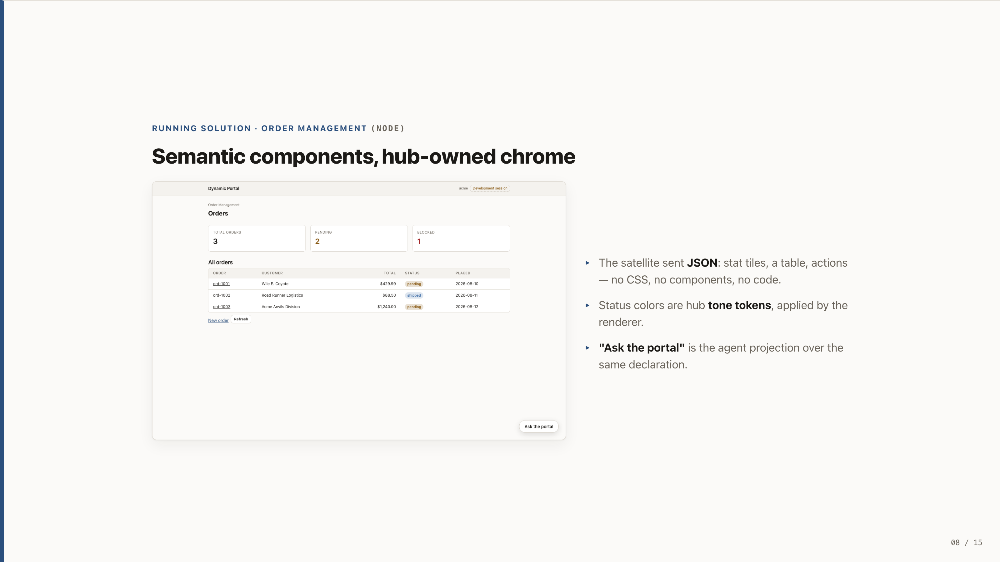 RUNNING SOLUTION · ORDER MANAGEMENT (NODE)
Semantic components, hub-owned chrome
Dynamic Portal
acme Development session
Order Management
Orders
TOTAL ORDERS
3
PENDING
2
BLOCKED
1
All orders
ORDER CUSTOMER TOTAL STATUS PLACED
ord-1001 Wile E. Coyote $429.99 pending 2026-08-10
ord-1002 Road Runner Logistics $88.50 shipped 2026-08-11
ord-1003 Acme Anvils Division $1,240.00 pending 2026-08-12
New order Refresh
Ask the portal
▸ The satellite sent JSON: stat tiles, a table, actions
— no CSS, no components, no code.
▸ Status colors are hub tone tokens, applied by the
renderer.
▸ "Ask the portal" is the agent projection over the
same declaration.
08 / 15